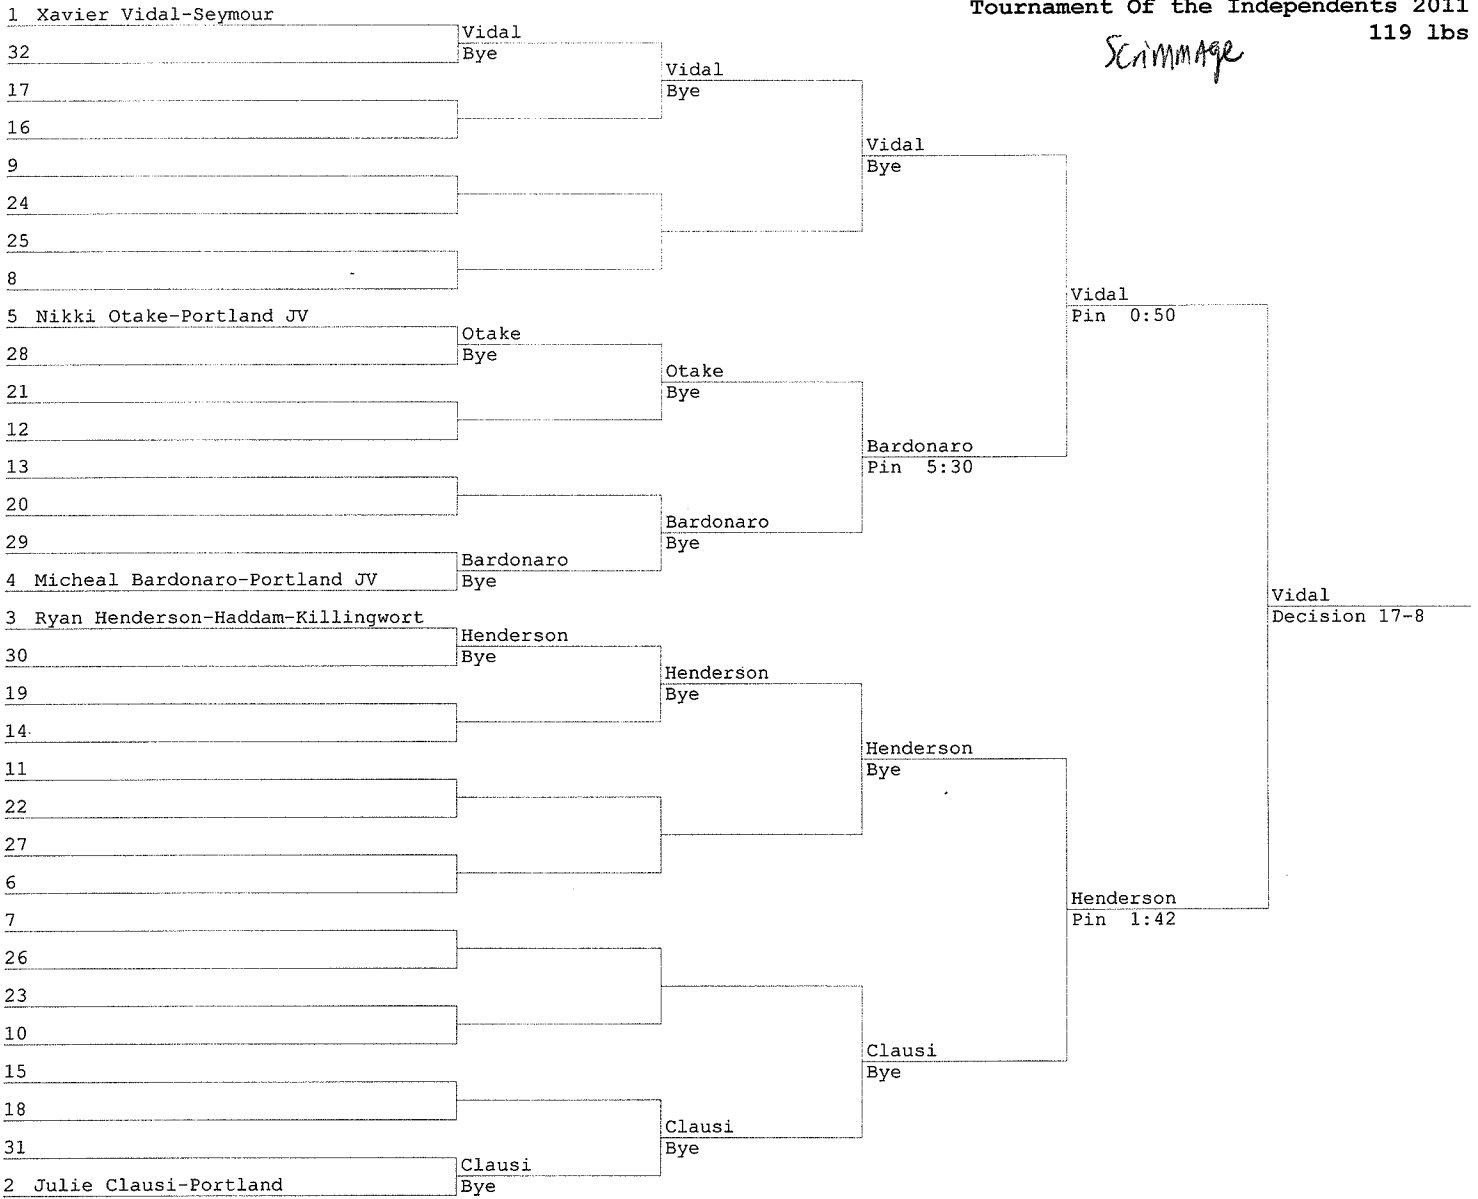 Tournament Of the Independents 2011
119 lbs
Scrimmage
1 Xavier Vidal-Seymour
Vidal
32
Bye
Vidal
17
Bye
16
Vidal
9
Bye
24
25
8
Vidal
5 Nikki Otake-Portland JV
Pin 0:50
Otake
28
Bye
Otake
21
Bye
12
Bardonaro
13
Pin 5:30
20
Bardonaro
29
Bye
Bardonaro
4 Micheal Bardonaro-Portland JV
Bye
Vidal
3 Ryan Henderson-Haddam-Killingwort
Decision 17-8
Henderson
30
Bye
Henderson
19
Bye
14
Henderson
11
Bye
22
27
6
Henderson
7
Pin 1:42
26
23
10
Clausi
15
Bye
18
Clausi
31
Bye
Clausi
2 Julie Clausi-Portland
Bye